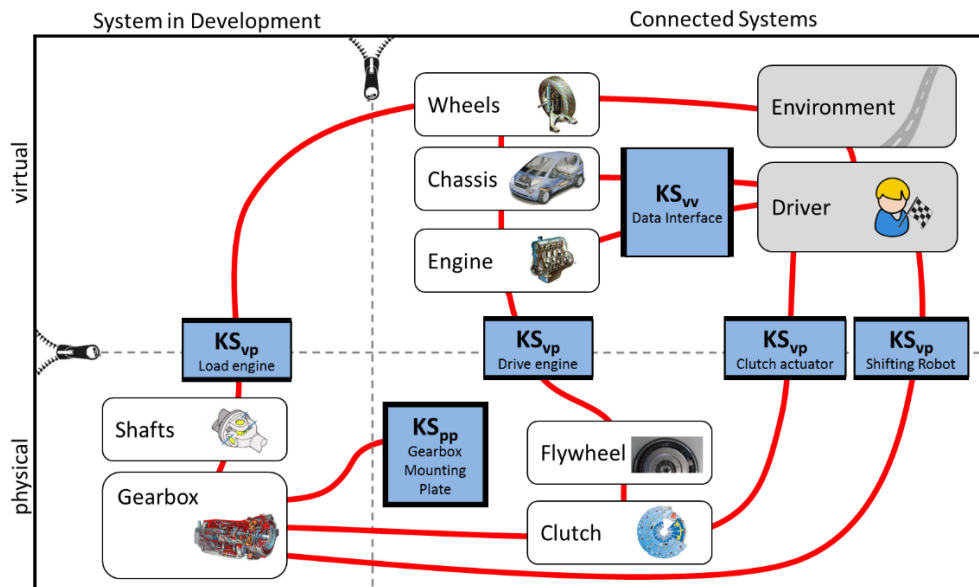 System in Development
Connected Systems
virtual
physical
Wheels
Environment
Chassis
KSvv
Data Interface
Driver
Engine
KSvp
Load engine
KSvp
Drive engine
KSvp
Clutch actuator
KSvp
Shifting Robot
Shafts
KSpp
Gearbox
Mounting
Plate
Flywheel
Gearbox
Clutch